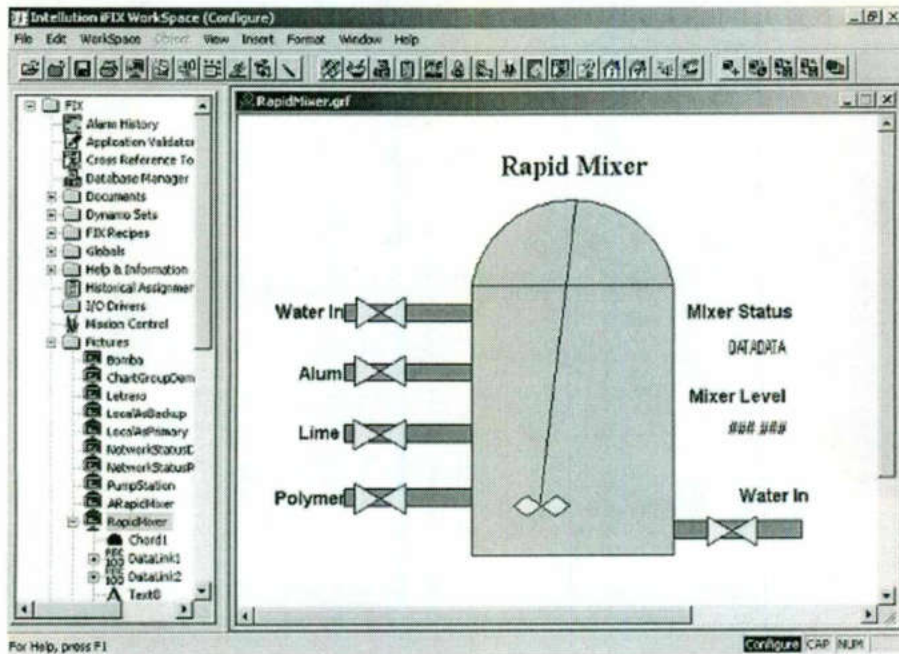 Intellution iFIX WorkSpace (Configure)
File Edit WorkSpace Object View Insert Format Window Help
FIX
Alarm History
Application Validator
Cross Reference To
Database Manager
Documents
Dynamo Sets
FIX Recipes
Globals
Help & Information
Historical Assignmer
I/O Drivers
Mission Control
Pictures
Bomba
ChartGroupDem
Letrero
LocalAsBackup
LocalAsPrimary
NetworkStatusD
NetworkStatusR
PumpStation
ARapidMixer
RapidMixer
Chord1
DataLink1
DataLink2
Text8
RapidMixer.grf
Rapid Mixer
Water In
Alum
Lime
Polymer
Mixer Status
DATADATA
Mixer Level
###.###
Water In
For Help, press F1
Configure CAP NUM